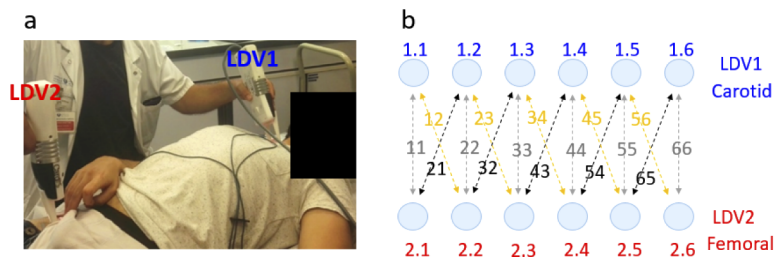 a
LDV2
LDV1
b
1.1 1.2 1.3 1.4 1.5 1.6
LDV1
Carotid
12 23 34 45 56
11 22 33 44 55 66
21 32 43 54 65
LDV2
Femoral
2.1 2.2 2.3 2.4 2.5 2.6